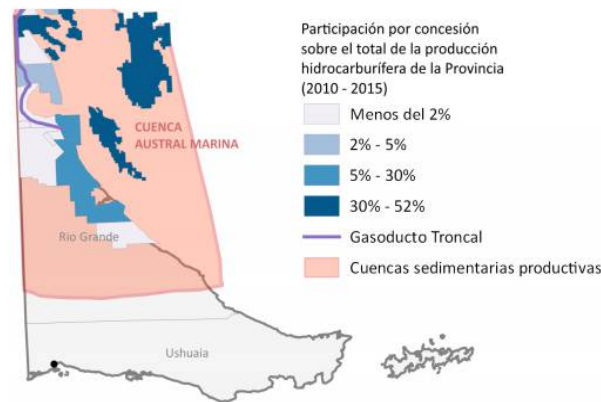 Participación por concesión
sobre el total de la producción
hidrocarburífera de la Provincia
(2010 - 2015)
Menos del 2%
2% - 5%
5% - 30%
30% - 52%
Gasoducto Troncal
Cuencas sedimentarias productivas
CUENCA
AUSTRAL MARINA
Rio Grande
Ushuaia